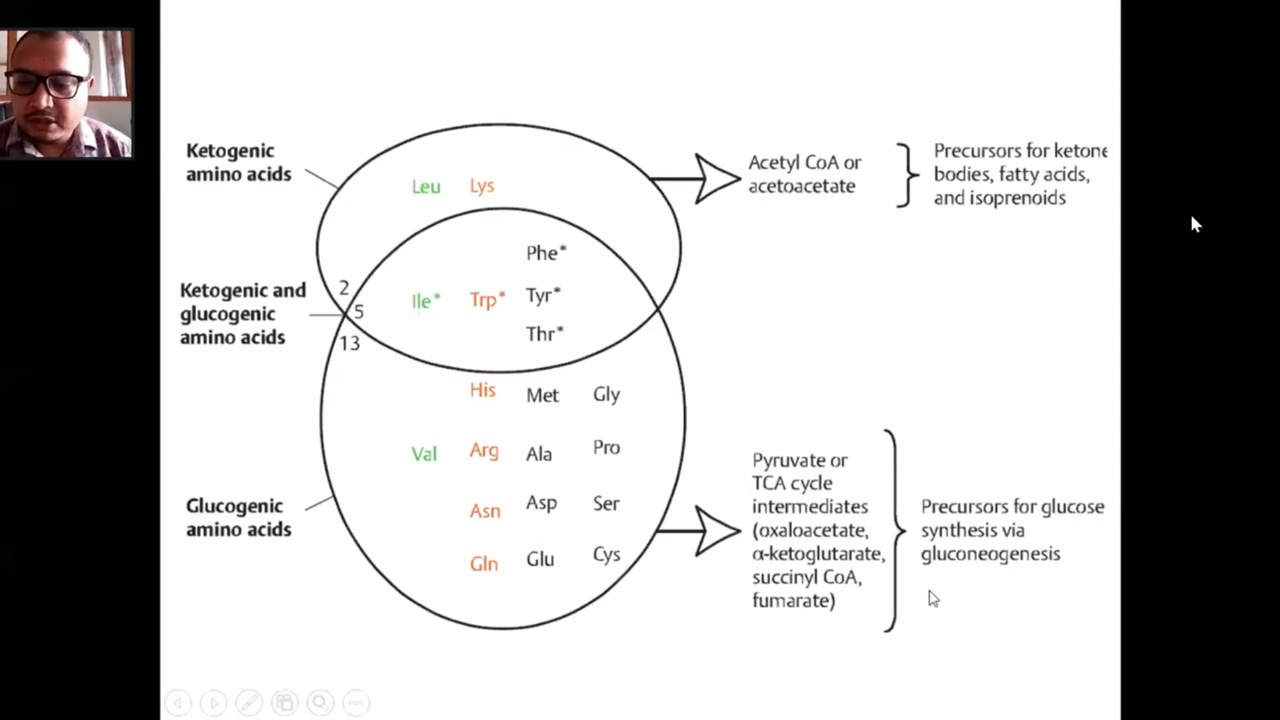 Ketogenic
amino acids
Leu Lys
Acetyl CoA or
acetoacetate
Precursors for ketone
bodies, fatty acids,
and isoprenoids
Ketogenic and
glucogenic
amino acids
2
5
13
Phe*
Ile* Trp* Tyr*
Thr*
His Met Gly
Val Arg Ala Pro
Asn Asp Ser
Gln Glu Cys
Glucogenic
amino acids
Pyruvate or
TCA cycle
intermediates
(oxaloacetate,
α-ketoglutarate,
succinyl CoA,
fumarate)
Precursors for glucose
synthesis via
gluconeogenesis